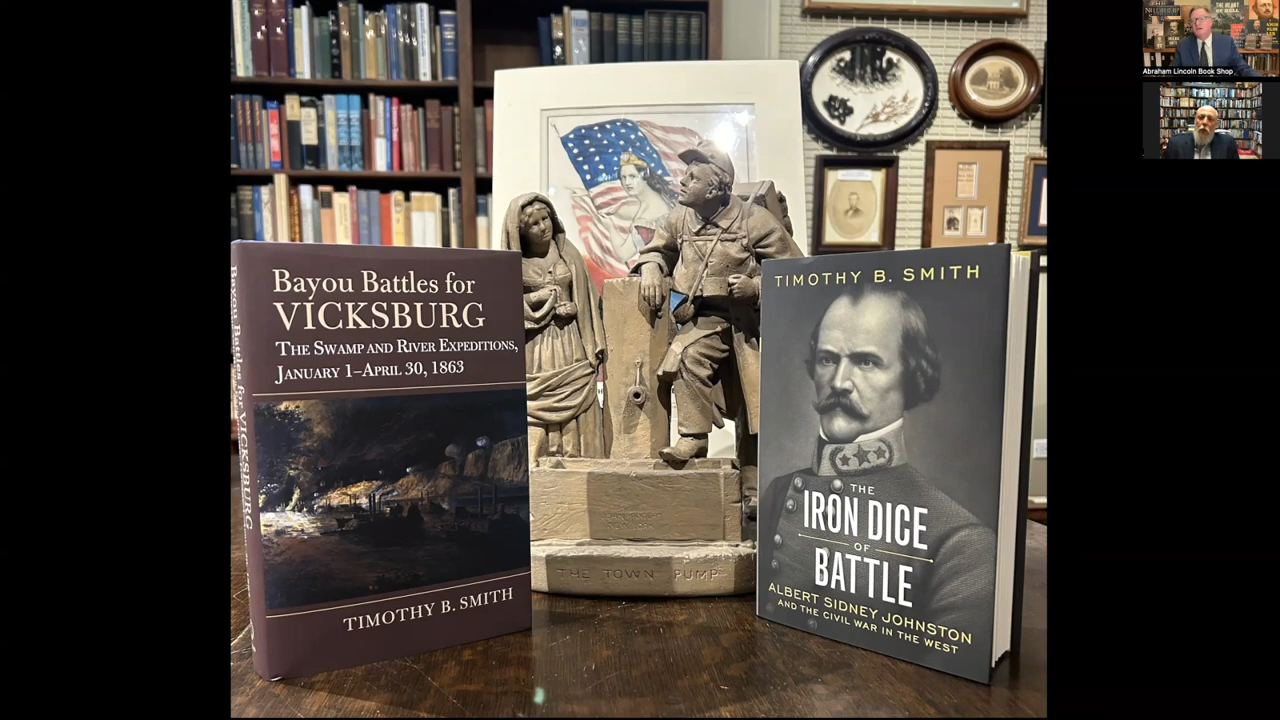 Bayou Battles for
VICKSBURG
THE SWAMP AND RIVER EXPEDITIONS,
JANUARY 1–APRIL 30, 1863
TIMOTHY B. SMITH
Bayou Battles for VICKSBURG
THE TOWN PUMP
TIMOTHY B. SMITH
THE
IRON DICE
OF
BATTLE
ALBERT SIDNEY JOHNSTON
AND THE CIVIL WAR IN THE WEST
Abraham Lincoln Book Shop